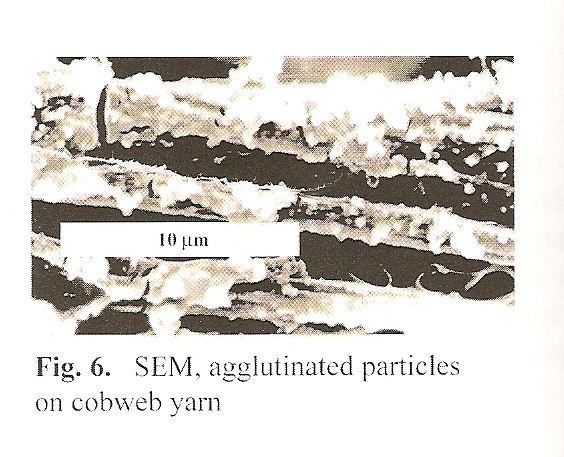 10 µm
Fig. 6. SEM, agglutinated particles
on cobweb yarn